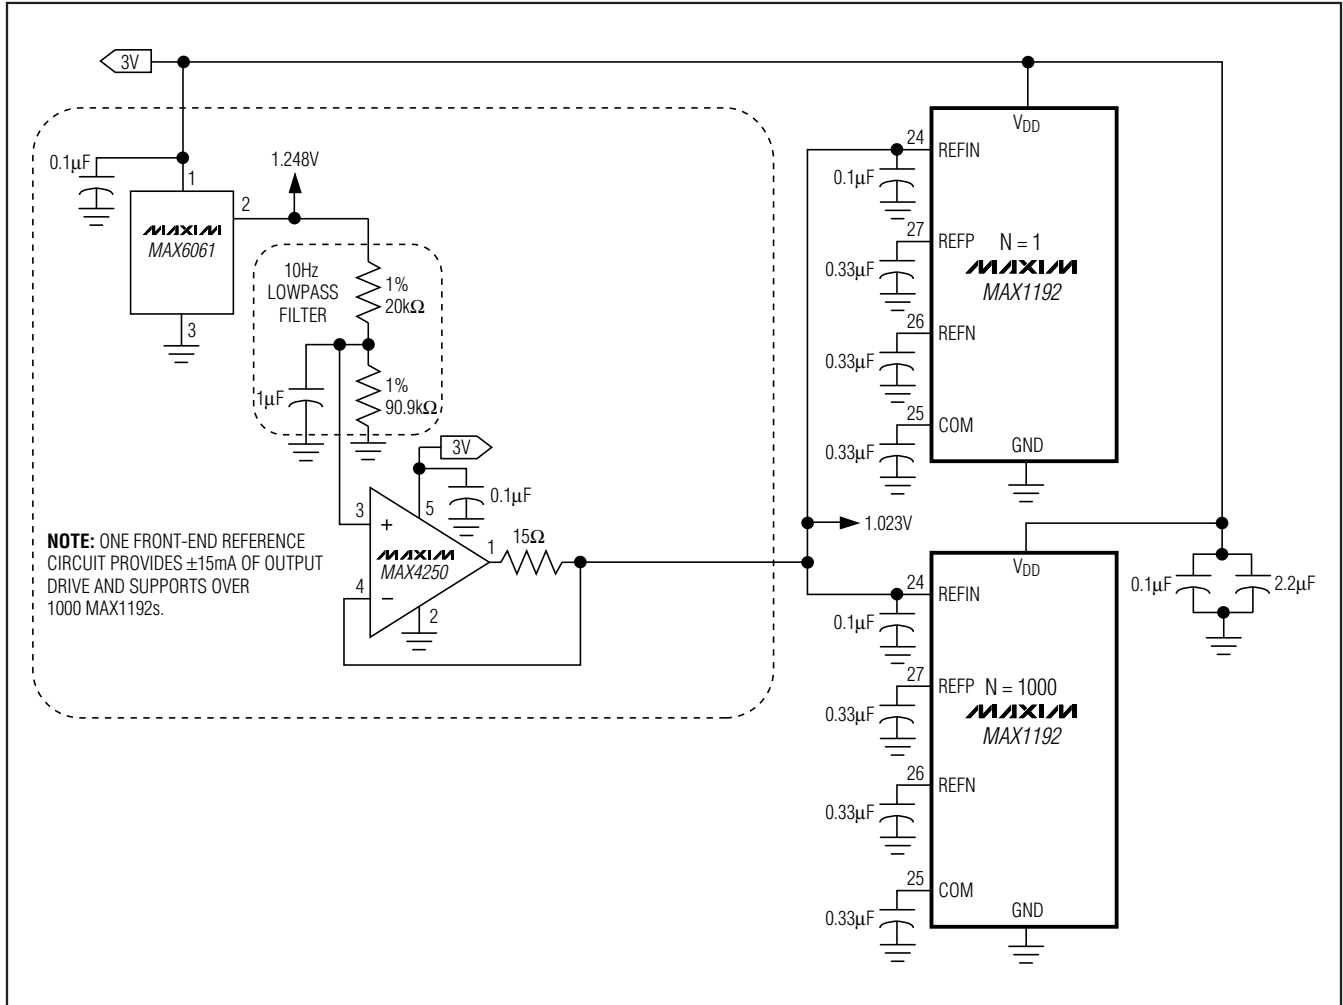 3V
0.1μF
1
1.248V
2
MAXIM
MAX6061
3
10Hz
LOWPASS
FILTER
1%
20kΩ
1μF
1%
90.9kΩ
3V
0.1μF
5
3
+
MAXIM
MAX4250
4
−
1
2
15Ω
NOTE: ONE FRONT-END REFERENCE
CIRCUIT PROVIDES ±15mA OF OUTPUT
DRIVE AND SUPPORTS OVER
1000 MAX1192s.
VDD
24
REFIN
0.1μF
27
REFP
N = 1
MAXIM
MAX1192
0.33μF
26
REFN
0.33μF
25
COM
0.33μF
GND
1.023V
VDD
24
REFIN
0.1μF
27
REFP
N = 1000
MAXIM
MAX1192
0.33μF
26
REFN
0.33μF
25
COM
0.33μF
GND
0.1μF
2.2μF